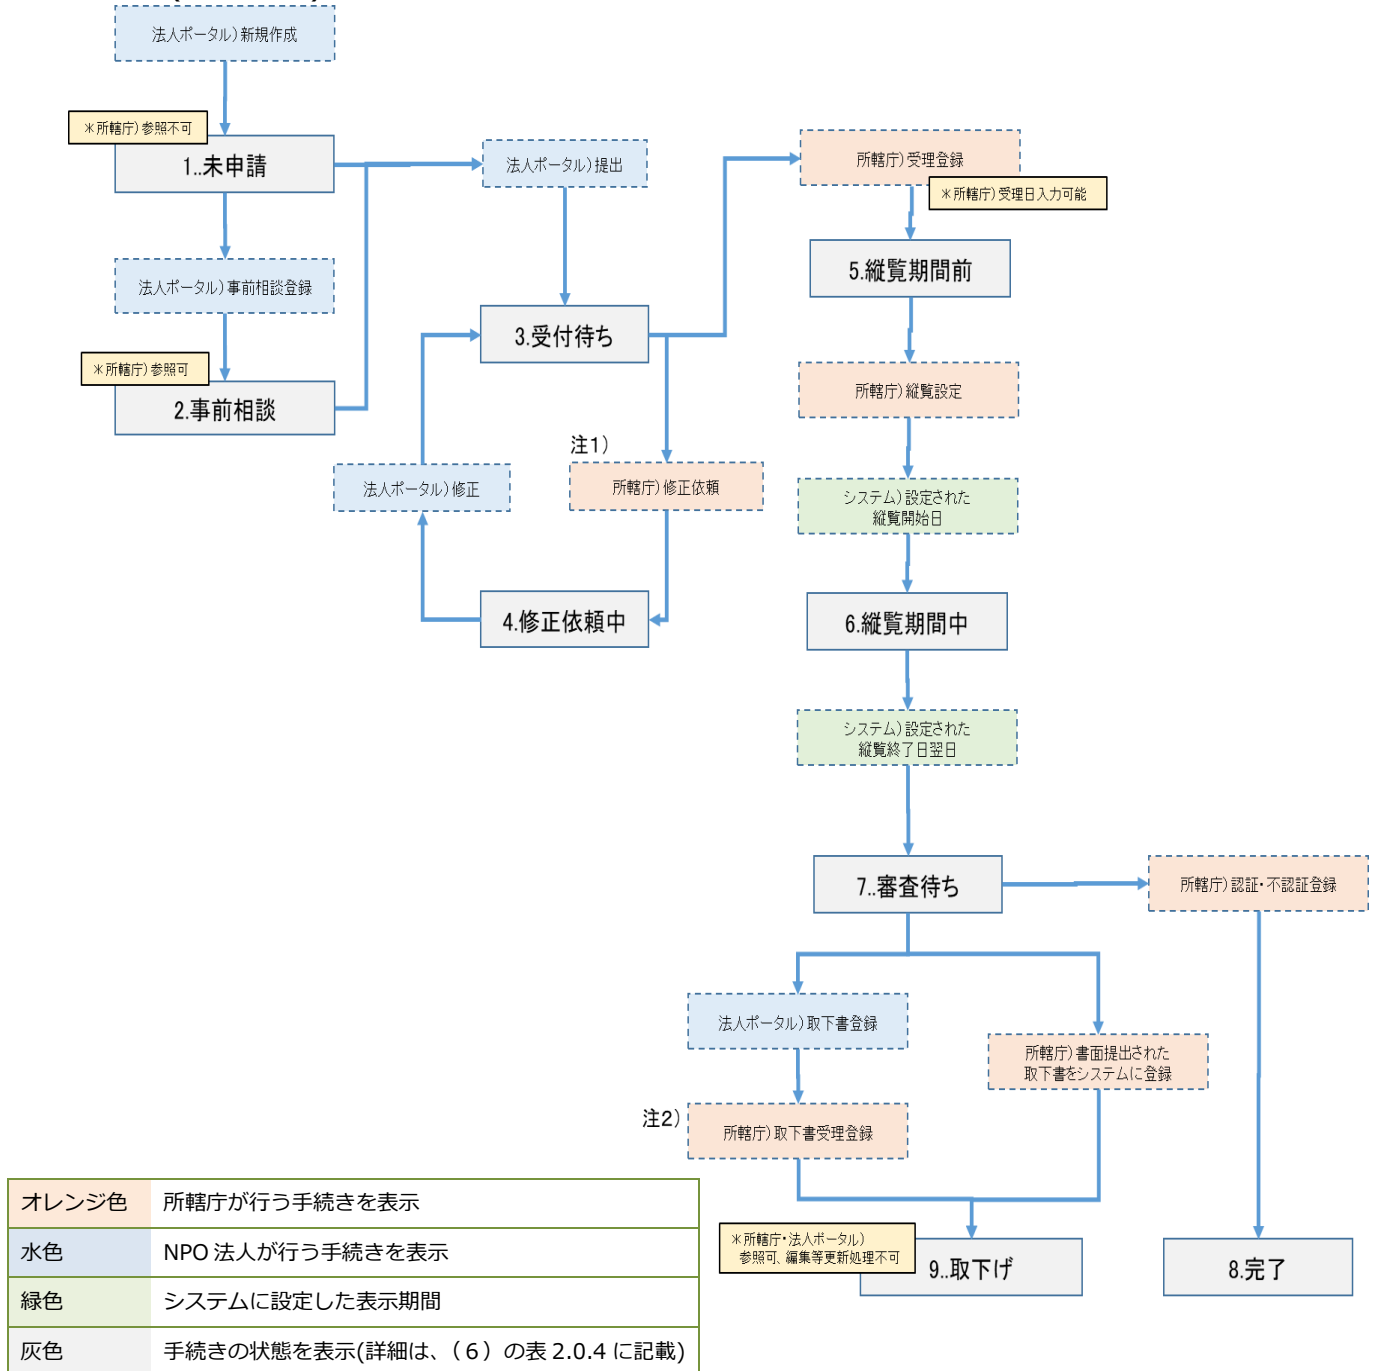 法人ポータル)新規作成
＊所轄庁)参照不可
1..未申請
法人ポータル)事前相談登録
＊所轄庁)参照可
2.事前相談
法人ポータル)提出
3.受付待ち
注1)
所轄庁)修正依頼
法人ポータル)修正
4.修正依頼中
所轄庁)受理登録
＊所轄庁)受理日入力可能
5.縦覧期間前
所轄庁)縦覧設定
システム)設定された
縦覧開始日
6.縦覧期間中
システム)設定された
縦覧終了日翌日
7..審査待ち
所轄庁)認証・不認証登録
法人ポータル)取下書登録
所轄庁)書面提出された
取下書をシステムに登録
注2)
所轄庁)取下書受理登録
＊所轄庁・法人ポータル)
参照可、編集等更新処理不可
9..取下げ
8.完了
オレンジ色 所轄庁が行う手続きを表示
水色 NPO 法人が行う手続きを表示
緑色 システムに設定した表示期間
灰色 手続きの状態を表示(詳細は、（６）の表 2.0.4 に記載)